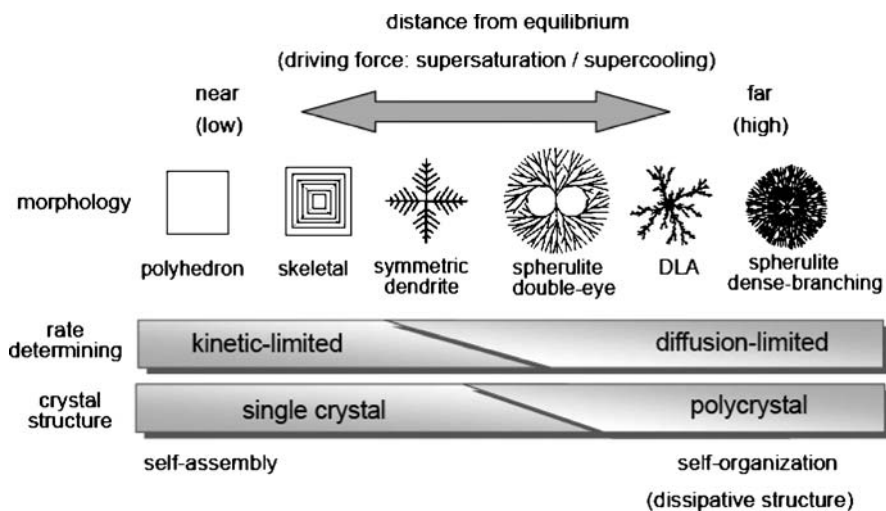 distance from equilibrium
(driving force: supersaturation / supercooling)
near
(low)
far
(high)
morphology
polyhedron
skeletal
symmetric
dendrite
spherulite
double-eye
DLA
spherulite
dense-branching
rate
determining
kinetic-limited
diffusion-limited
crystal
structure
single crystal
polycrystal
self-assembly
self-organization
(dissipative structure)